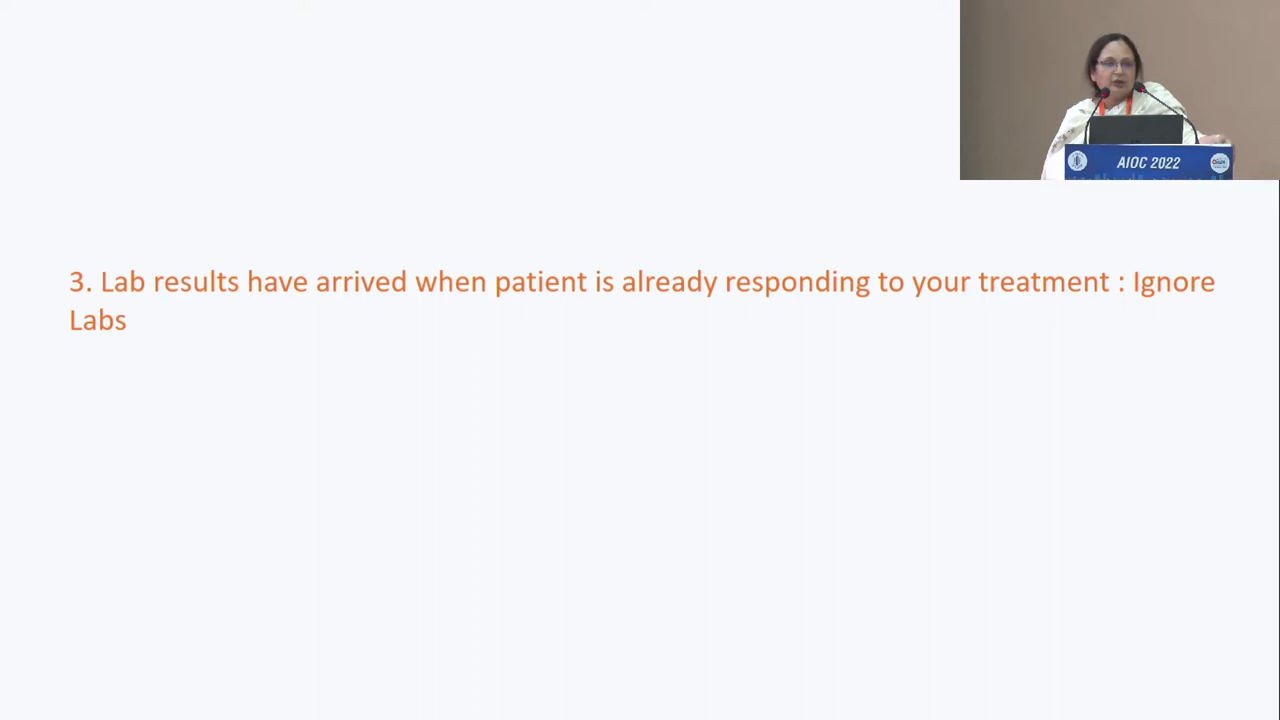 AIOC 2022
3. Lab results have arrived when patient is already responding to your treatment : Ignore
Labs